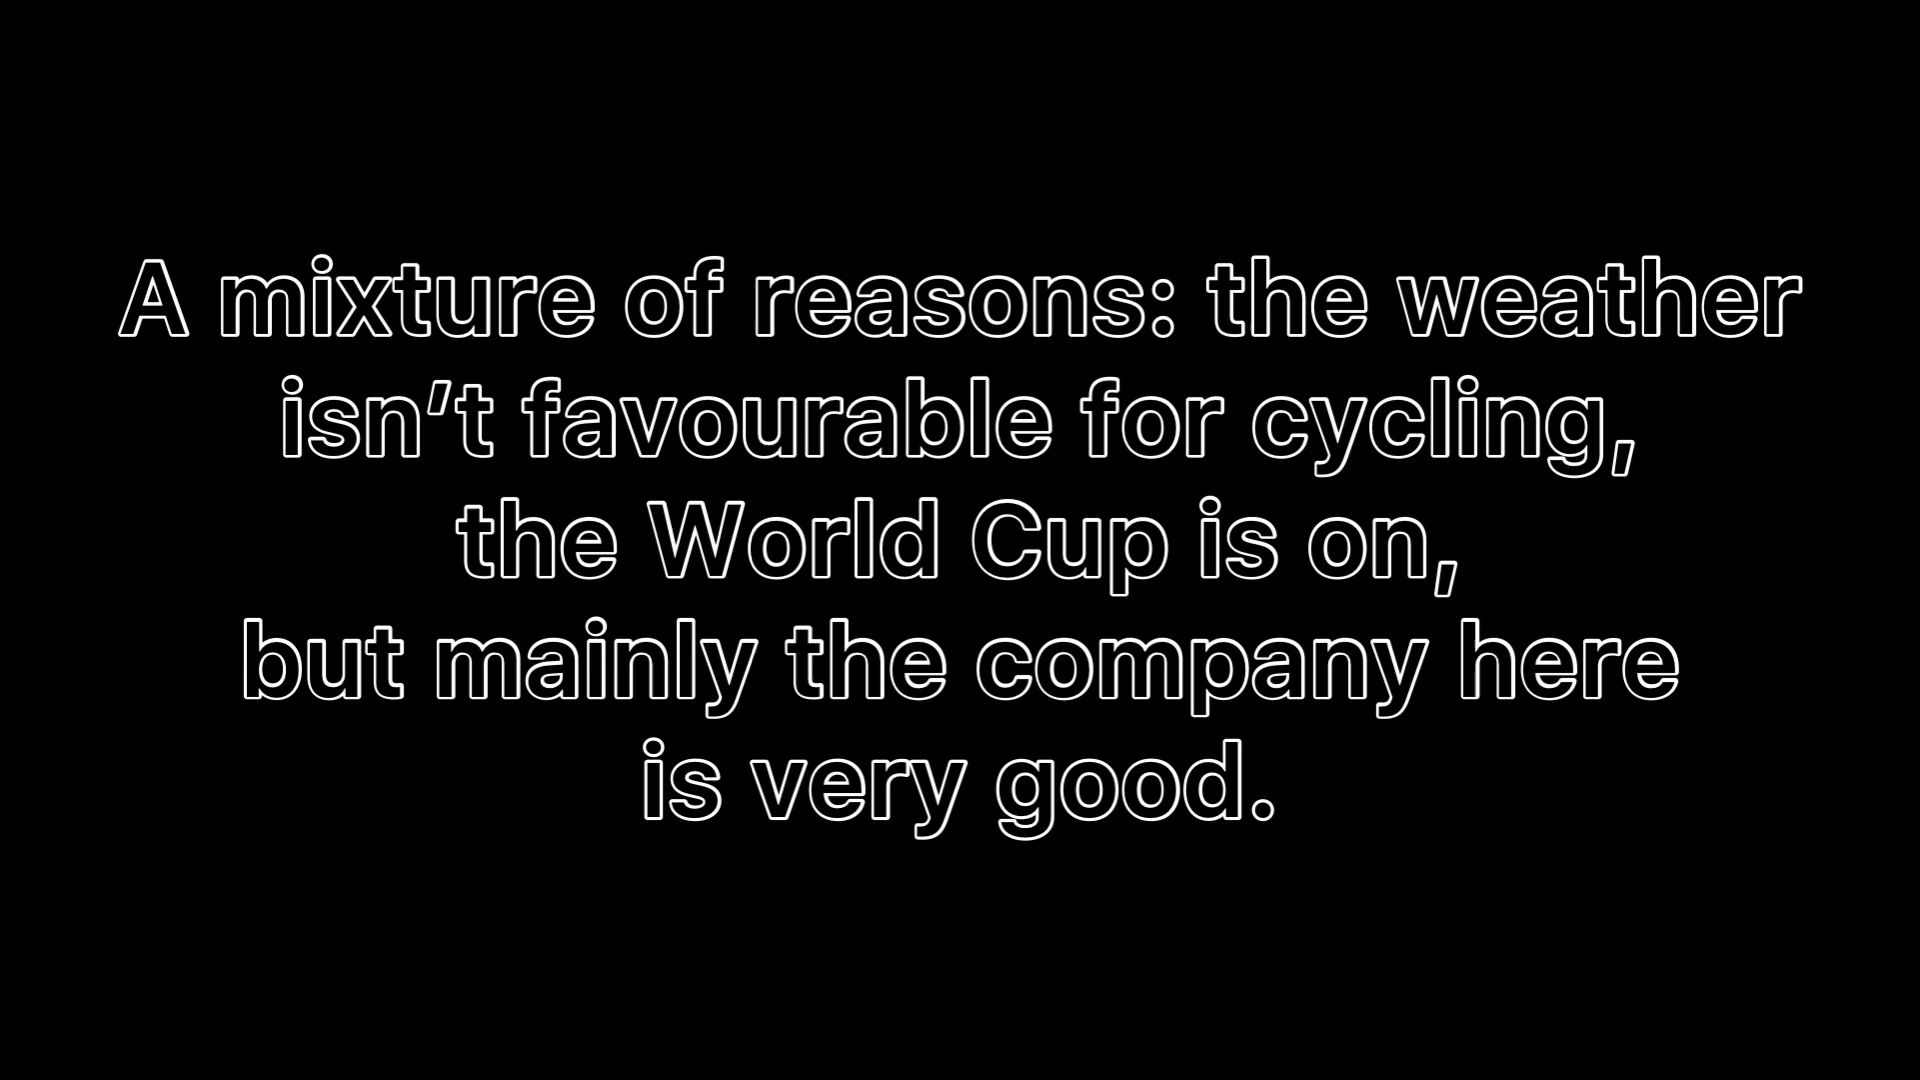 A mixture of reasons: the weather
isn’t favourable for cycling,
the World Cup is on,
but mainly the company here
is very good.